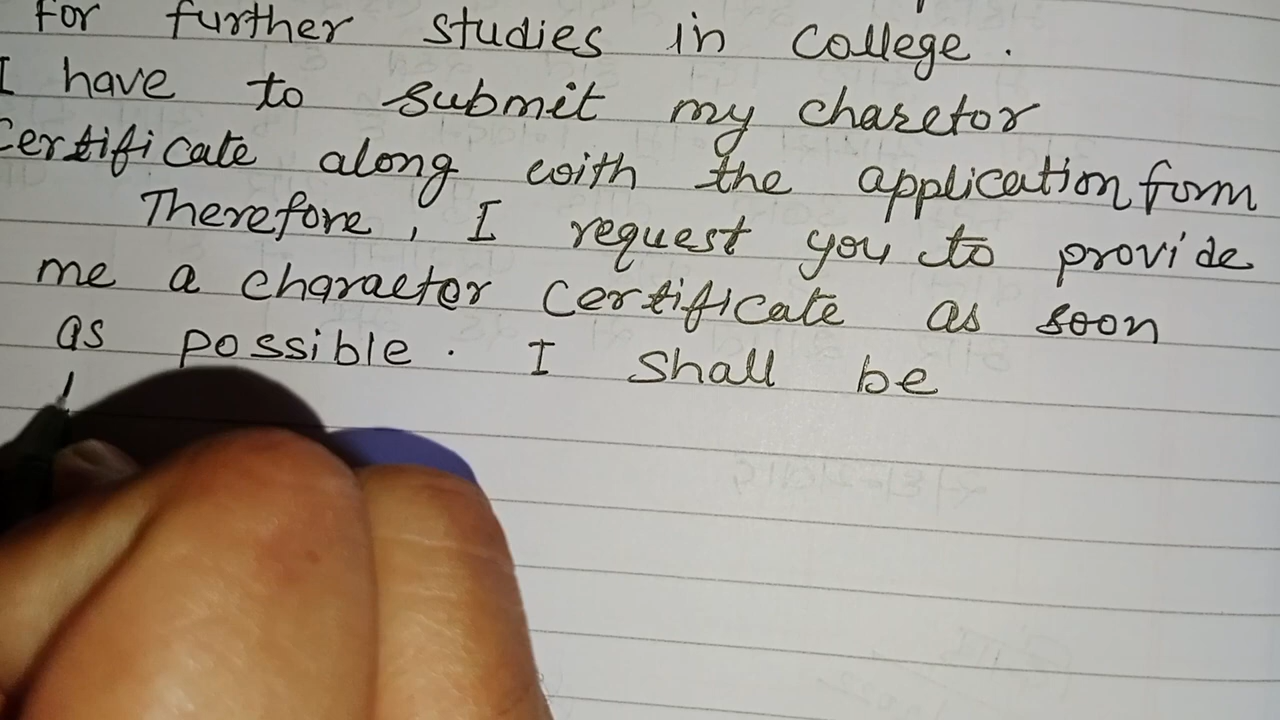 for further studies in college.
I have to submit my charetor
certificate along with the application form
Therefore, I request you to provide
me a character certificate as soon
as possible. I shall be